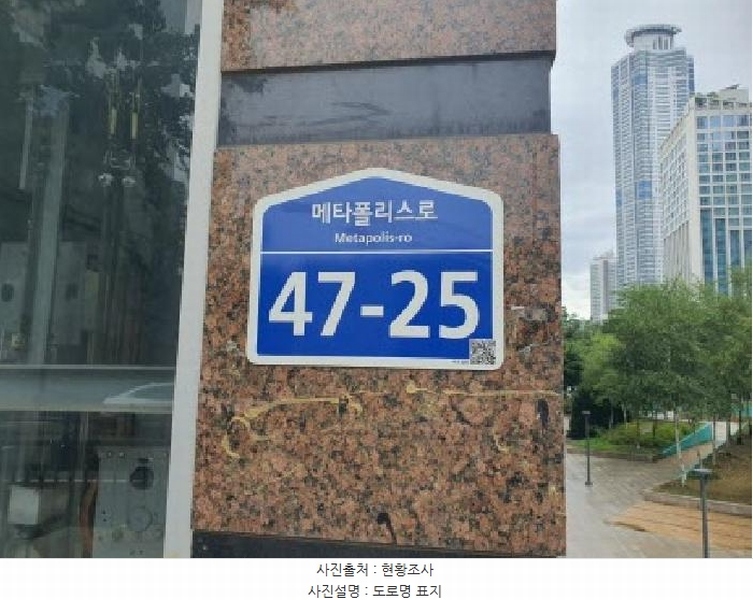 메타폴리스로
Metapolis-ro
47-25
사진출처 : 현황조사
사진설명 : 도로명 표지